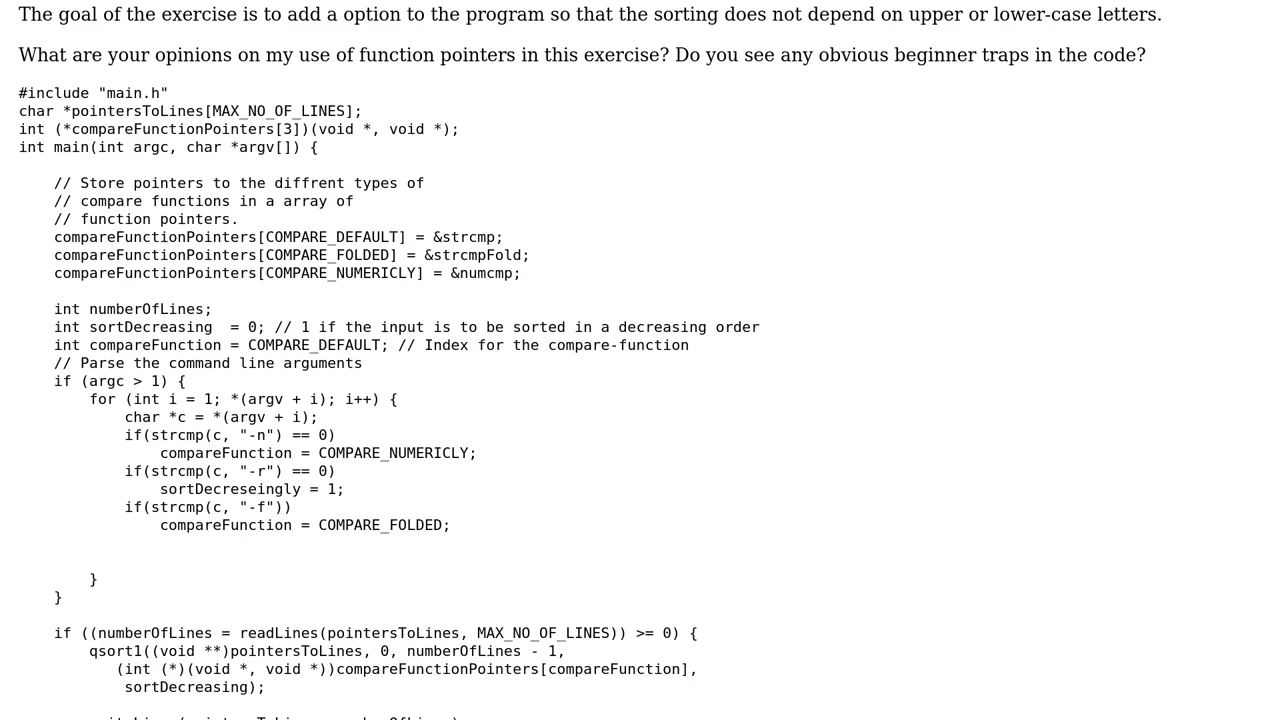 The goal of the exercise is to add a option to the program so that the sorting does not depend on upper or lower-case letters.
What are your opinions on my use of function pointers in this exercise? Do you see any obvious beginner traps in the code?
#include "main.h"
char *pointersToLines[MAX_NO_OF_LINES];
int (*compareFunctionPointers[3])(void *, void *);
int main(int argc, char *argv[]) {
    // Store pointers to the diffrent types of
    // compare functions in a array of
    // function pointers.
    compareFunctionPointers[COMPARE_DEFAULT] = &strcmp;
    compareFunctionPointers[COMPARE_FOLDED] = &strcmpFold;
    compareFunctionPointers[COMPARE_NUMERICLY] = &numcmp;
    int numberOfLines;
    int sortDecreasing  = 0; // 1 if the input is to be sorted in a decreasing order
    int compareFunction = COMPARE_DEFAULT; // Index for the compare-function
    // Parse the command line arguments
    if (argc > 1) {
        for (int i = 1; *(argv + i); i++) {
            char *c = *(argv + i);
            if(strcmp(c, "-n") == 0)
                compareFunction = COMPARE_NUMERICLY;
            if(strcmp(c, "-r") == 0)
                sortDecreseingly = 1;
            if(strcmp(c, "-f"))
                compareFunction = COMPARE_FOLDED;
        }
    }
    if ((numberOfLines = readLines(pointersToLines, MAX_NO_OF_LINES)) >= 0) {
        qsort1((void **)pointersToLines, 0, numberOfLines - 1,
           (int (*)(void *, void *))compareFunctionPointers[compareFunction],
            sortDecreasing);